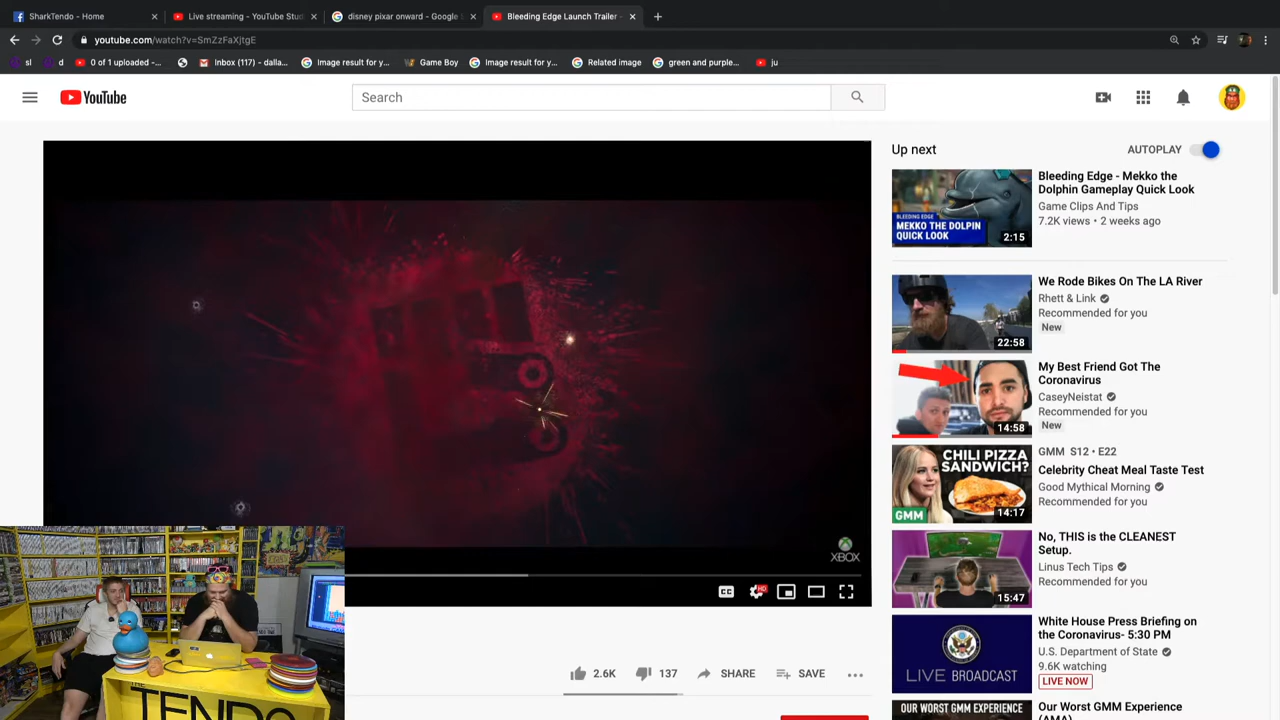 SharkTendo - Home
Live streaming - YouTube Stud
disney pixar onward - Google S
Bleeding Edge Launch Trailer -
youtube.com/watch?v=SmZzFaXjtgE
sl
d
0 of 1 uploaded -...
Inbox (117) - dalla...
Image result for y...
Game Boy
Image result for y...
Related image
green and purple...
ju
YouTube
Search
Up next
AUTOPLAY
Bleeding Edge - Mekko the
Dolphin Gameplay Quick Look
Game Clips And Tips
7.2K views • 2 weeks ago
BLEEDING EDGE
MEKKO THE DOLPIN
QUICK LOOK
2:15
We Rode Bikes On The LA River
Rhett & Link
Recommended for you
New
22:58
My Best Friend Got The
Coronavirus
CaseyNeistat
Recommended for you
New
14:58
GMM S12 • E22
Celebrity Cheat Meal Taste Test
Good Mythical Morning
Recommended for you
CHILI PIZZA
SANDWICH?
GMM
14:17
No, THIS is the CLEANEST
Setup.
Linus Tech Tips
Recommended for you
15:47
White House Press Briefing on
the Coronavirus- 5:30 PM
U.S. Department of State
9.6K watching
LIVE NOW
LIVE BROADCAST
OUR WORST GMM EXPERIENCE
Our Worst GMM Experience
(AMA)
XBOX
CC
HD
2.6K
137
SHARE
SAVE
TENDO